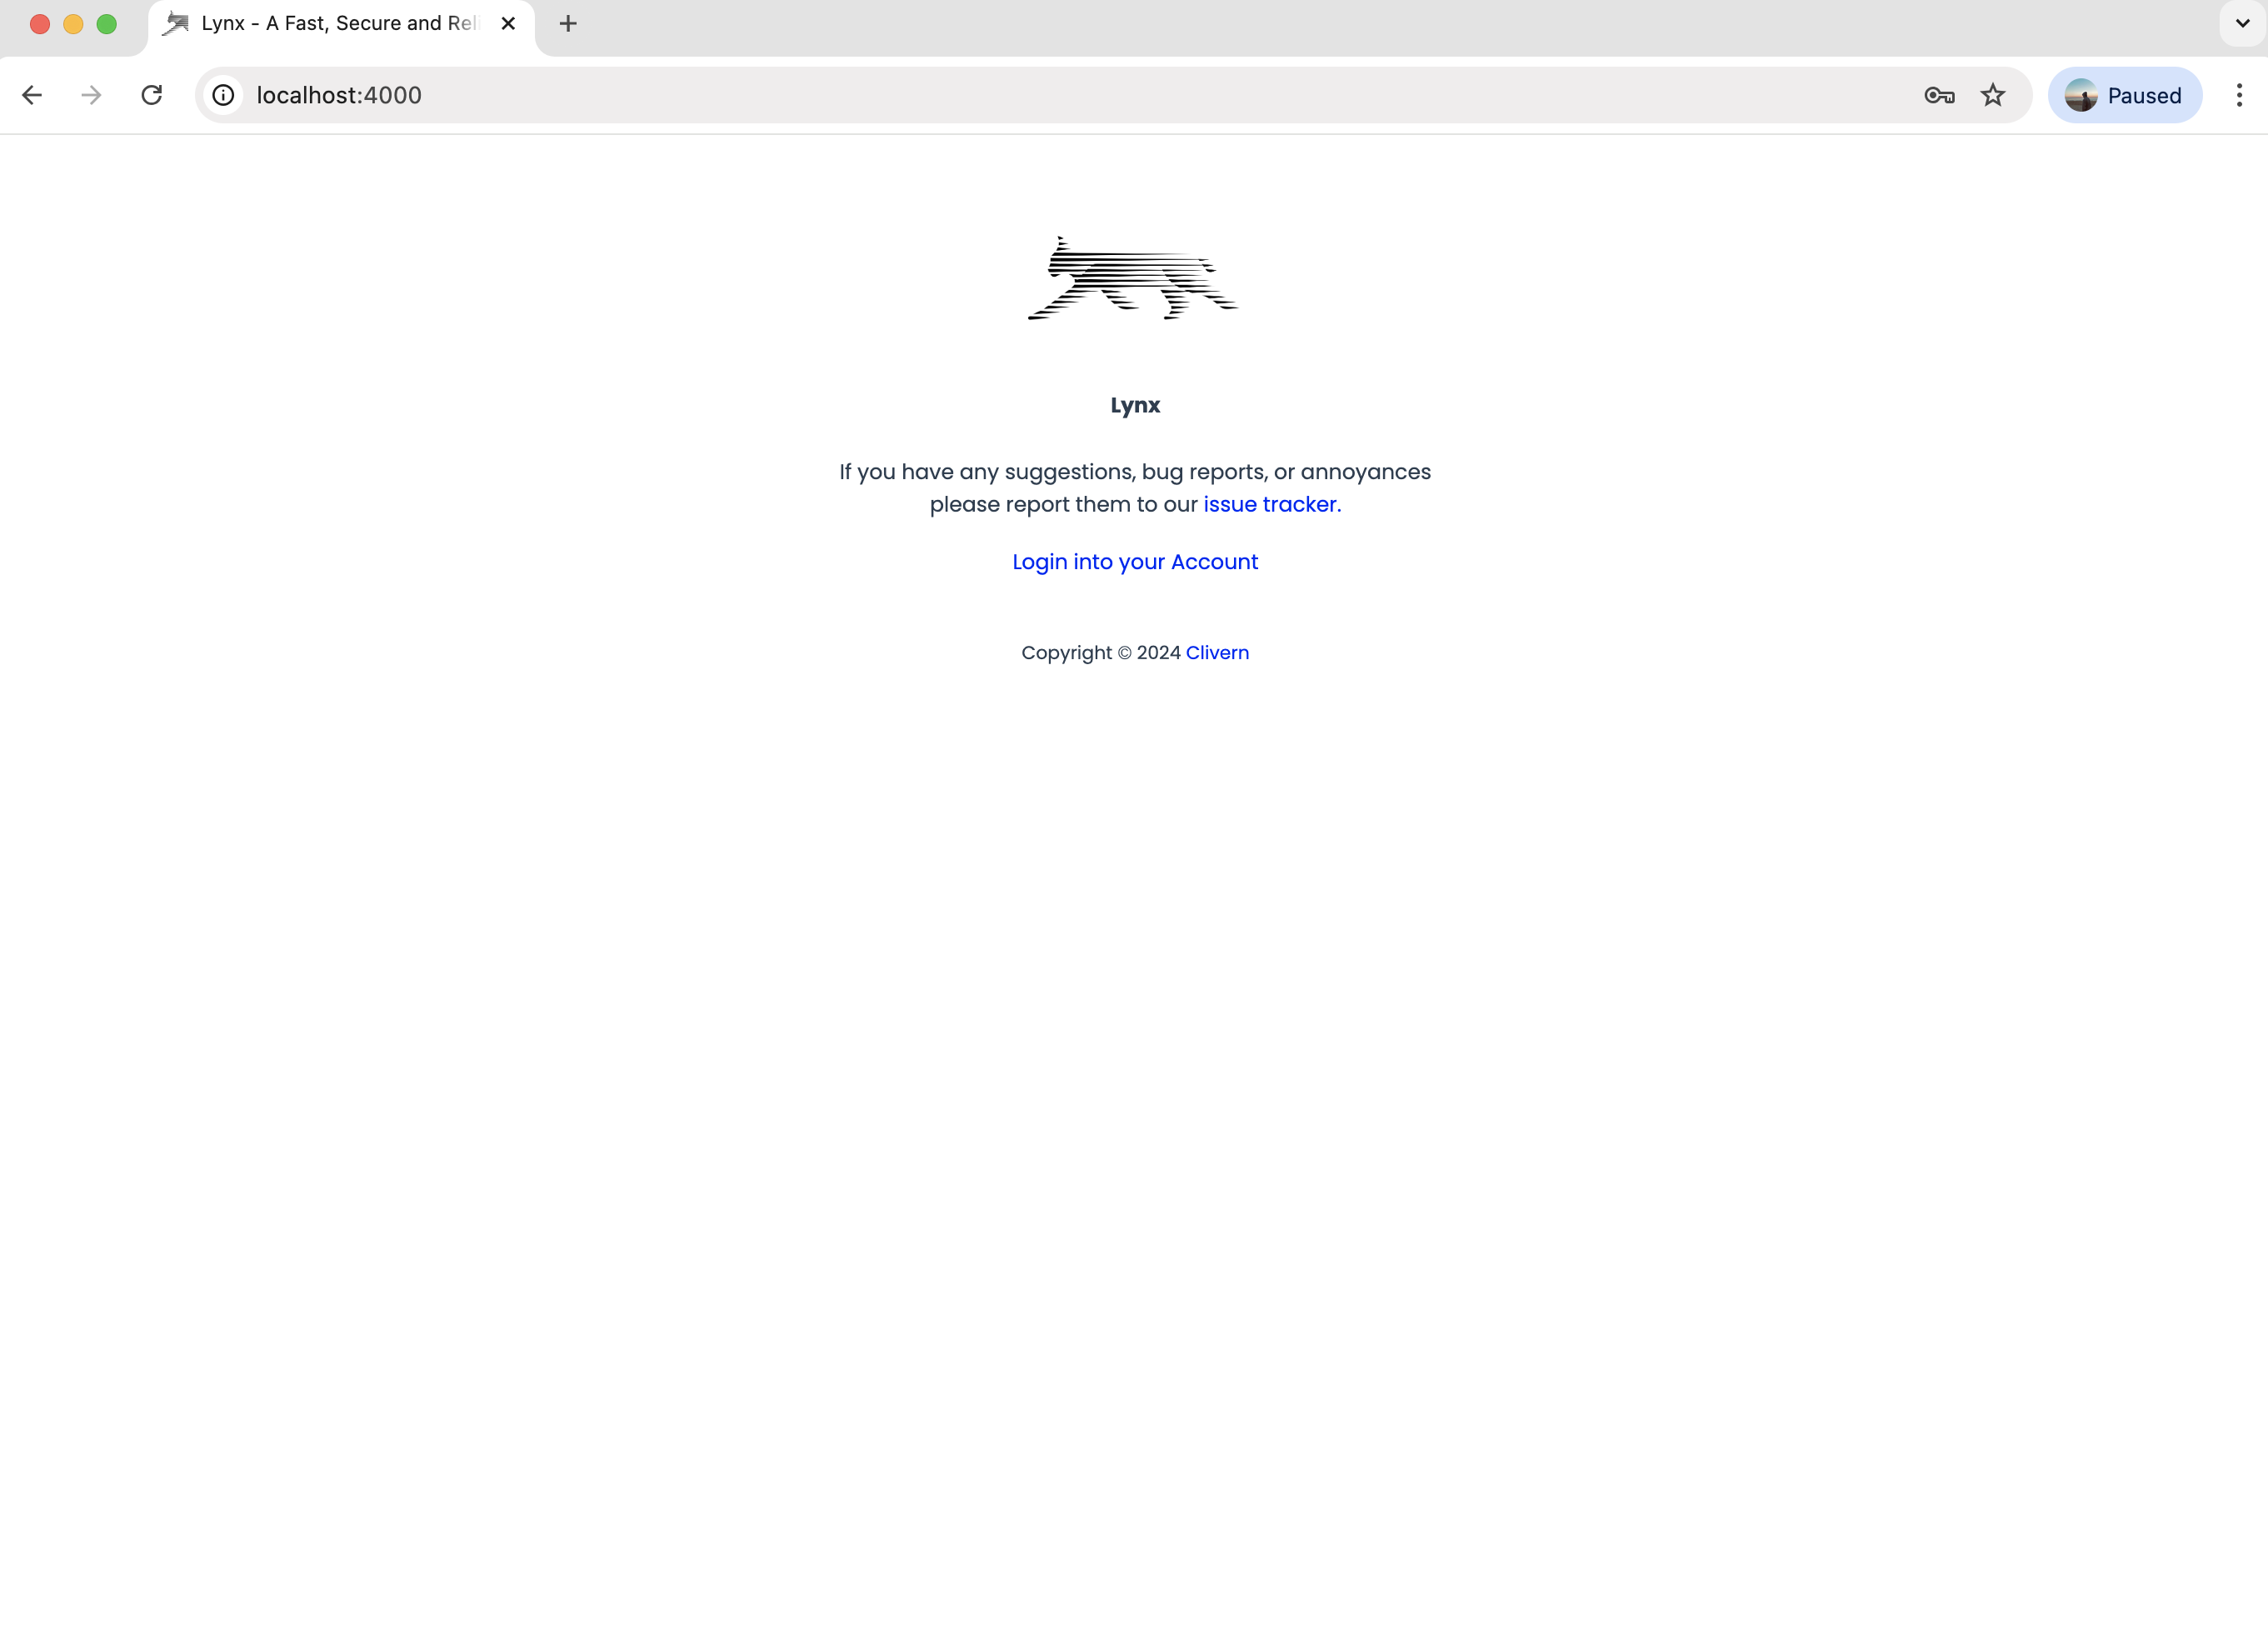 Lynx - A Fast, Secure and Rel
localhost:4000
Paused
Lynx
If you have any suggestions, bug reports, or annoyances
please report them to our issue tracker.
Login into your Account
Copyright © 2024 Clivern